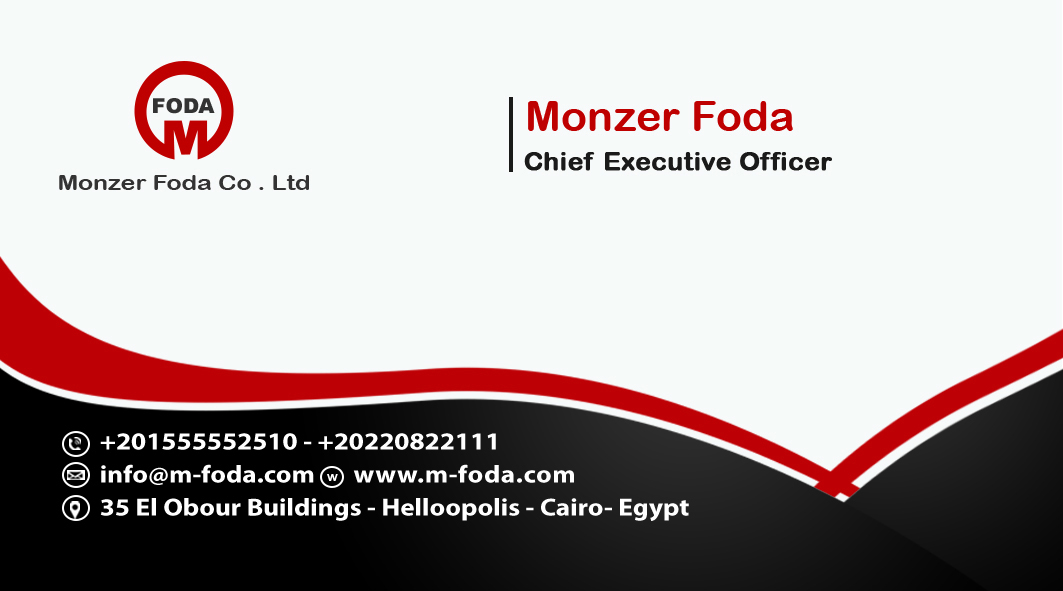 FODA
M
Monzer Foda Co . Ltd
Monzer Foda
Chief Executive Officer
+201555552510 - +20220822111
info@m-foda.com w www.m-foda.com
35 El Obour Buildings - Helloopolis - Cairo- Egypt